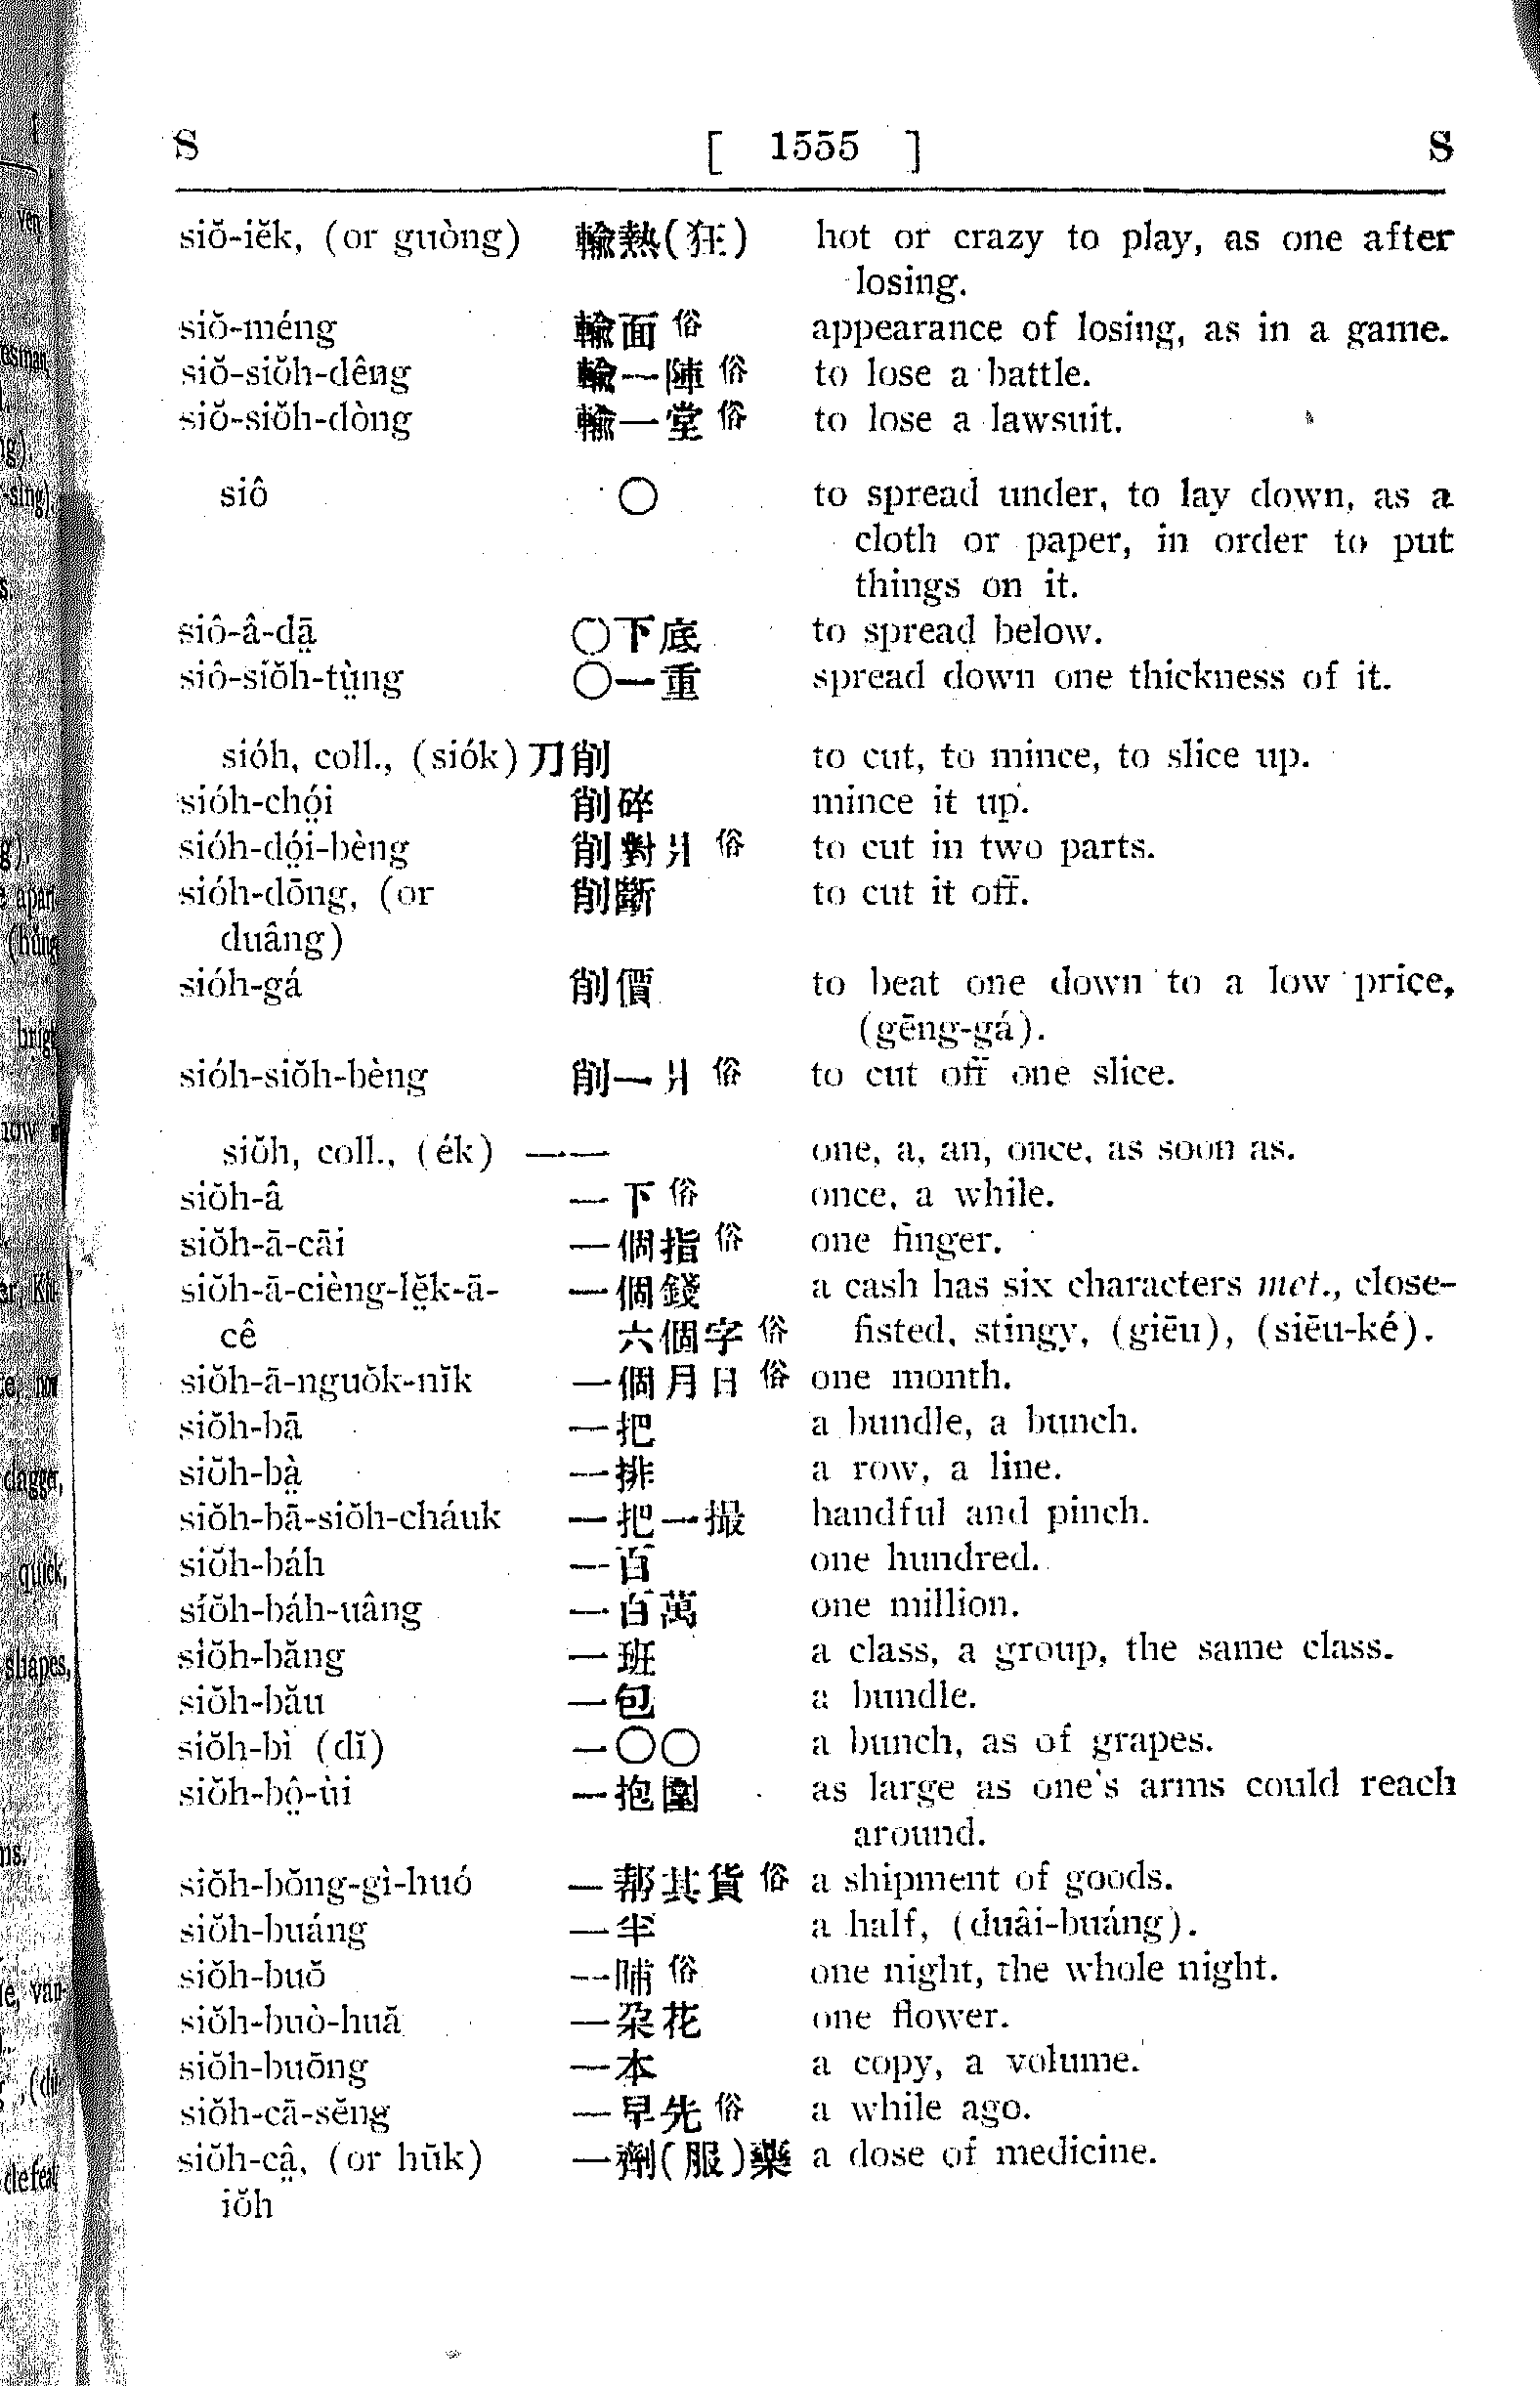 S [ 1555 ] S
siŏ-iĕk, (or guòng) 輸熱(狂) hot or crazy to play, as one after
losing.
siŏ-méng 輸面俗 appearance of losing, as in a game.
siŏ-siŏh-dêng 輸一陣俗 to lose a battle.
siŏ-siŏh-dòng 輸一堂俗 to lose a lawsuit.
siô ○ to spread under, to lay down, as a
cloth or paper, in order to put
things on it.
siô-â-dā̤ ○下底 to spread below.
siô-siŏh-tṳ̀ng ○一重 spread down one thickness of it.
sióh, coll., (siók) 刀削 to cut, to mince, to slice up.
sióh-chó̤i 削碎 mince it up.
sióh-dó̤i-bèng 削對爿俗 to cut in two parts.
sióh-dōng, (or 削斷 to cut it off.
duâng)
sióh-gá 削價 to beat one down to a low price,
(gēng-gá).
sióh-siŏh-bèng 削一爿俗 to cut off one slice.
siŏh, coll., (ék) 一一 one, a, an, once, as soon as.
siŏh-â 一下俗 once, a while.
siŏh-ā-cāi 一個指俗 one finger.
siŏh-ā-cièng-lĕ̤k-ā- 一個錢 a cash has six characters met., close-
cê 六個字俗 fisted, stingy, (giēu), (siēu-ké).
siŏh-ā-nguŏk-nĭk 一個月日俗 one month.
siŏh-bā 一把 a bundle, a bunch.
siŏh-bà̤ 一排 a row, a line.
siŏh-bā-siŏh-cháuk 一把一撮 handful and pinch.
siŏh-báh 一百 one hundred.
siŏh-báh-uâng 一百萬 one million.
siŏh-băng 一班 a class, a group, the same class.
siŏh-bău 一包 a bundle.
siŏh-bì (dĭ) 一○○ a bunch, as of grapes.
siŏh-bô̤-ùi 一抱圍 as large as one's arms could reach
around.
siŏh-bŏng-gì-huó 一幫其貨俗 a shipment of goods.
siŏh-buáng 一半 a half, (duâi-buáng).
siŏh-buŏ 一晡俗 one night, the whole night.
siŏh-buò-huă 一朶花 one flower.
siŏh-buōng 一本 a copy, a volume.
siŏh-cā-sĕng 一早先俗 a while ago.
siŏh-câ̤, (or hŭk) 一劑(服)藥 a dose of medicine.
iŏh